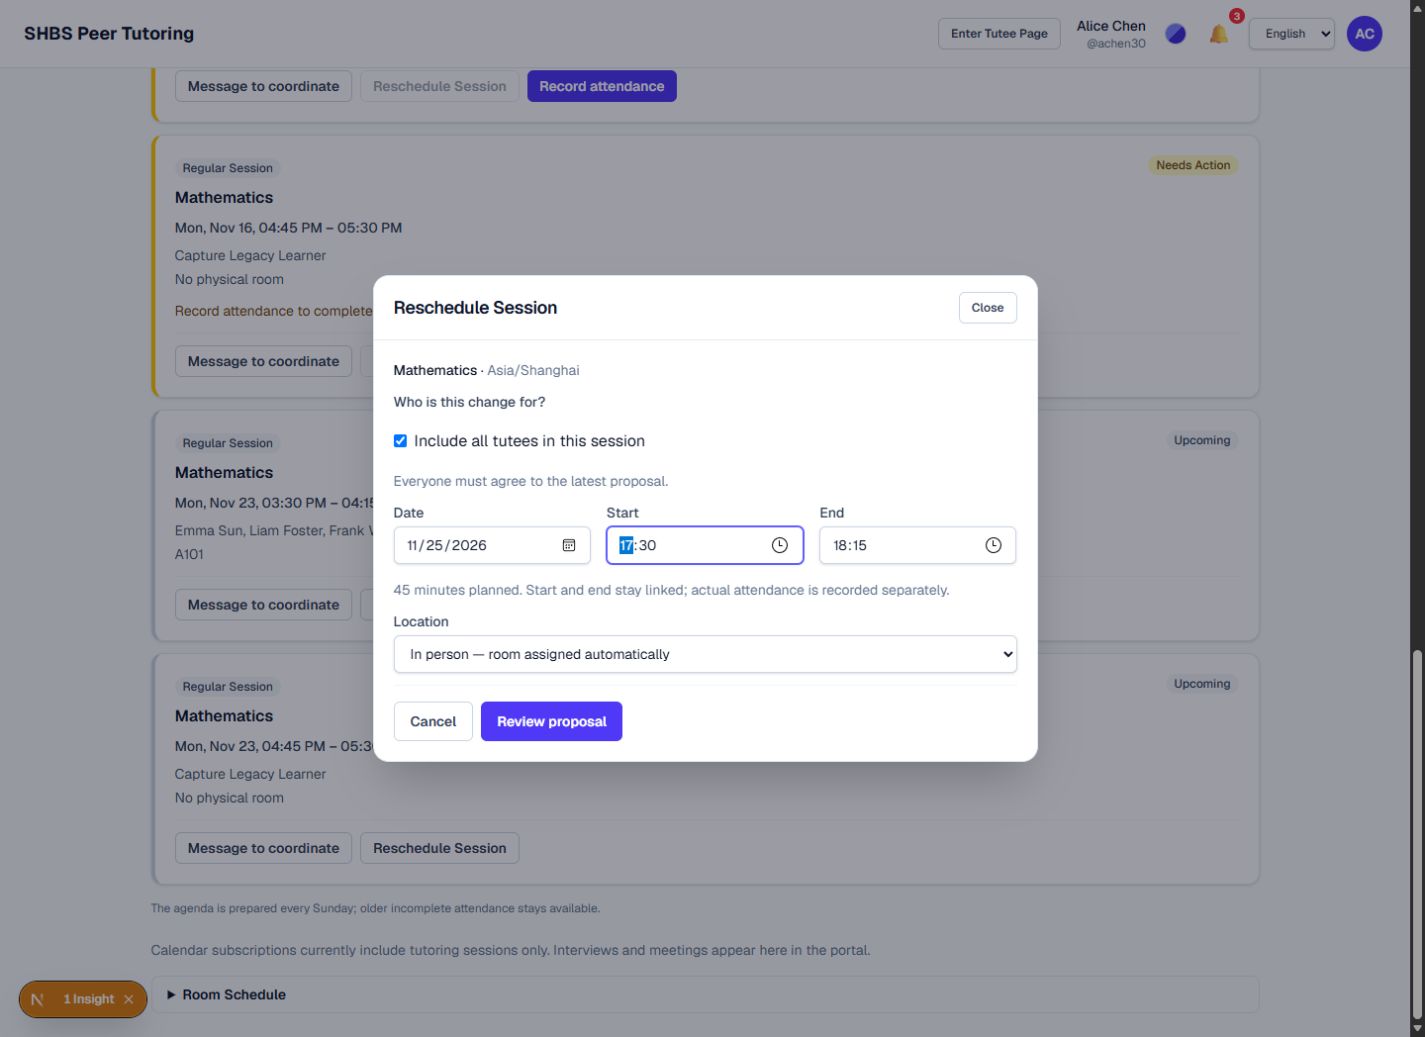 SHBS Peer Tutoring
Enter Tutee Page
Alice Chen
@achen30
3
English
AC
Message to coordinate
Reschedule Session
Record attendance
Regular Session
Needs Action
Mathematics
Mon, Nov 16, 04:45 PM – 05:30 PM
Capture Legacy Learner
No physical room
Record attendance to complete
Message to coordinate
Regular Session
Upcoming
Mathematics
Mon, Nov 23, 03:30 PM – 04:15
Emma Sun, Liam Foster, Frank
A101
Message to coordinate
Regular Session
Upcoming
Mathematics
Mon, Nov 23, 04:45 PM – 05:3
Capture Legacy Learner
No physical room
Message to coordinate
Reschedule Session
The agenda is prepared every Sunday; older incomplete attendance stays available.
Calendar subscriptions currently include tutoring sessions only. Interviews and meetings appear here in the portal.
Room Schedule
N 1 Insight
Reschedule Session
Close
Mathematics · Asia/Shanghai
Who is this change for?
Include all tutees in this session
Everyone must agree to the latest proposal.
Date Start End
11/25/2026 17:30 18:15
45 minutes planned. Start and end stay linked; actual attendance is recorded separately.
Location
In person — room assigned automatically
Cancel
Review proposal